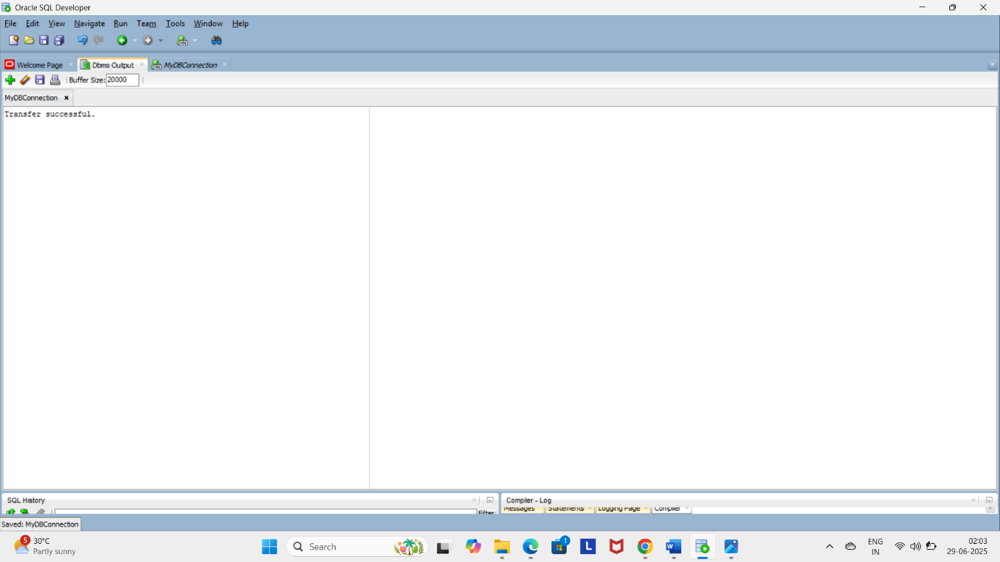 Oracle SQL Developer
File Edit View Navigate Run Team Tools Window Help
Welcome Page Dbms Output MyDBConnection
Buffer Size: 20000
MyDBConnection
Transfer successful.
SQL History
Filter
Compiler - Log
Messages Statements Logging Page Compiler
Saved: MyDBConnection
5 30°C
Partly sunny
Search
1
ENG
IN
02:03
29-06-2025